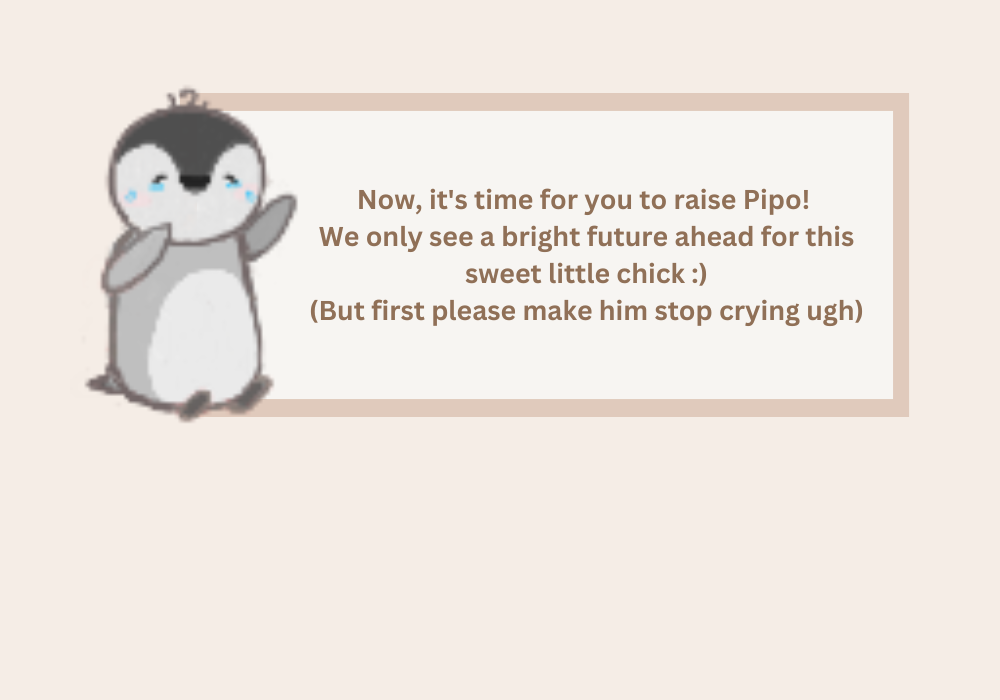 Now, it's time for you to raise Pipo!
We only see a bright future ahead for this
sweet little chick :)
(But first please make him stop crying ugh)